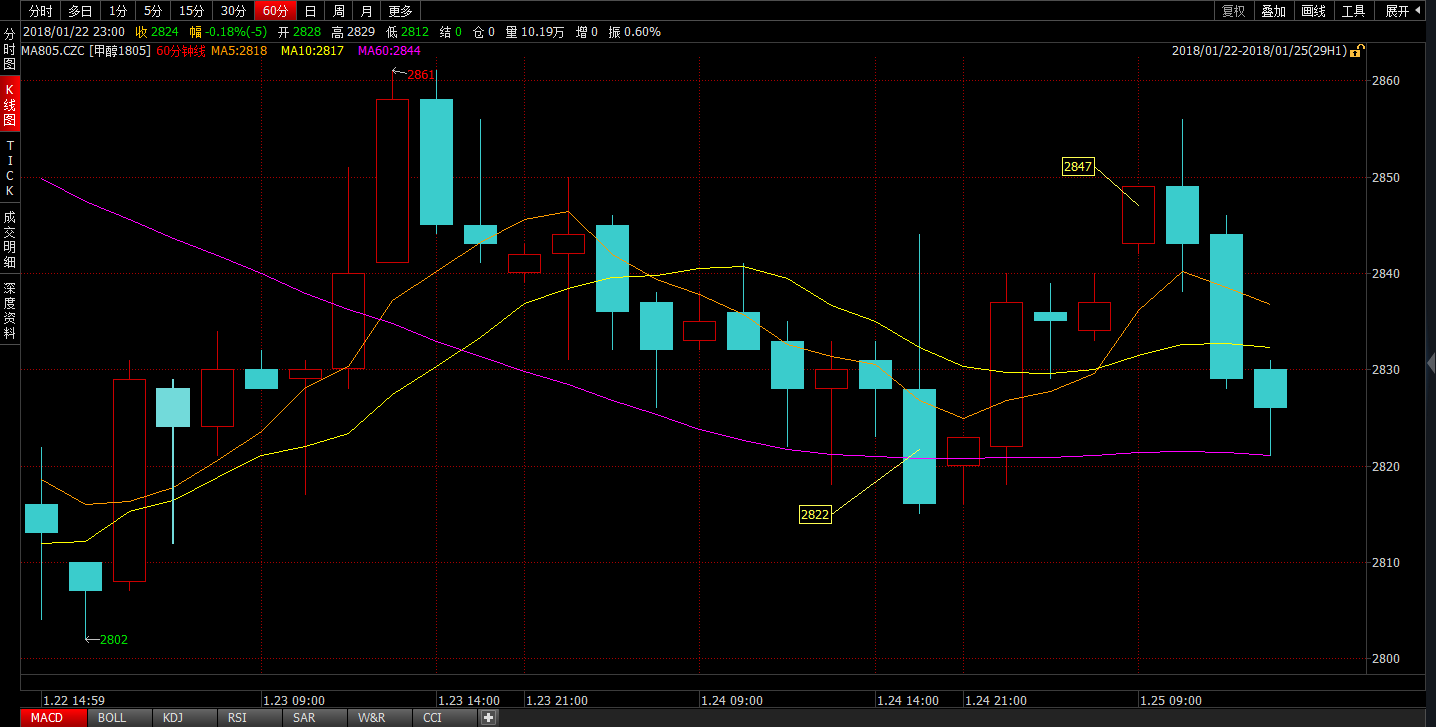 分时 多日 1分 5分 15分 30分 60分 日 周 月 更多 复权 叠加 画线 工具 展开
2018/01/22 23:00 收 2824 幅 -0.18%(-5) 开 2828 高 2829 低 2812 结 0 仓 0 量 10.19万 增 0 振 0.60%
MA805.CZC [甲醇1805] 60分钟线 MA5:2818 MA10:2817 MA60:2844 2018/01/22-2018/01/25(29H1)
分时图
K线图
TICK
成交明细
深度资料
2861
2860
2847
2850
2840
2830
2822
2820
2810
2802
2800
1.22 14:59 1.23 09:00 1.23 14:00 1.23 21:00 1.24 09:00 1.24 14:00 1.24 21:00 1.25 09:00
MACD BOLL KDJ RSI SAR W&R CCI